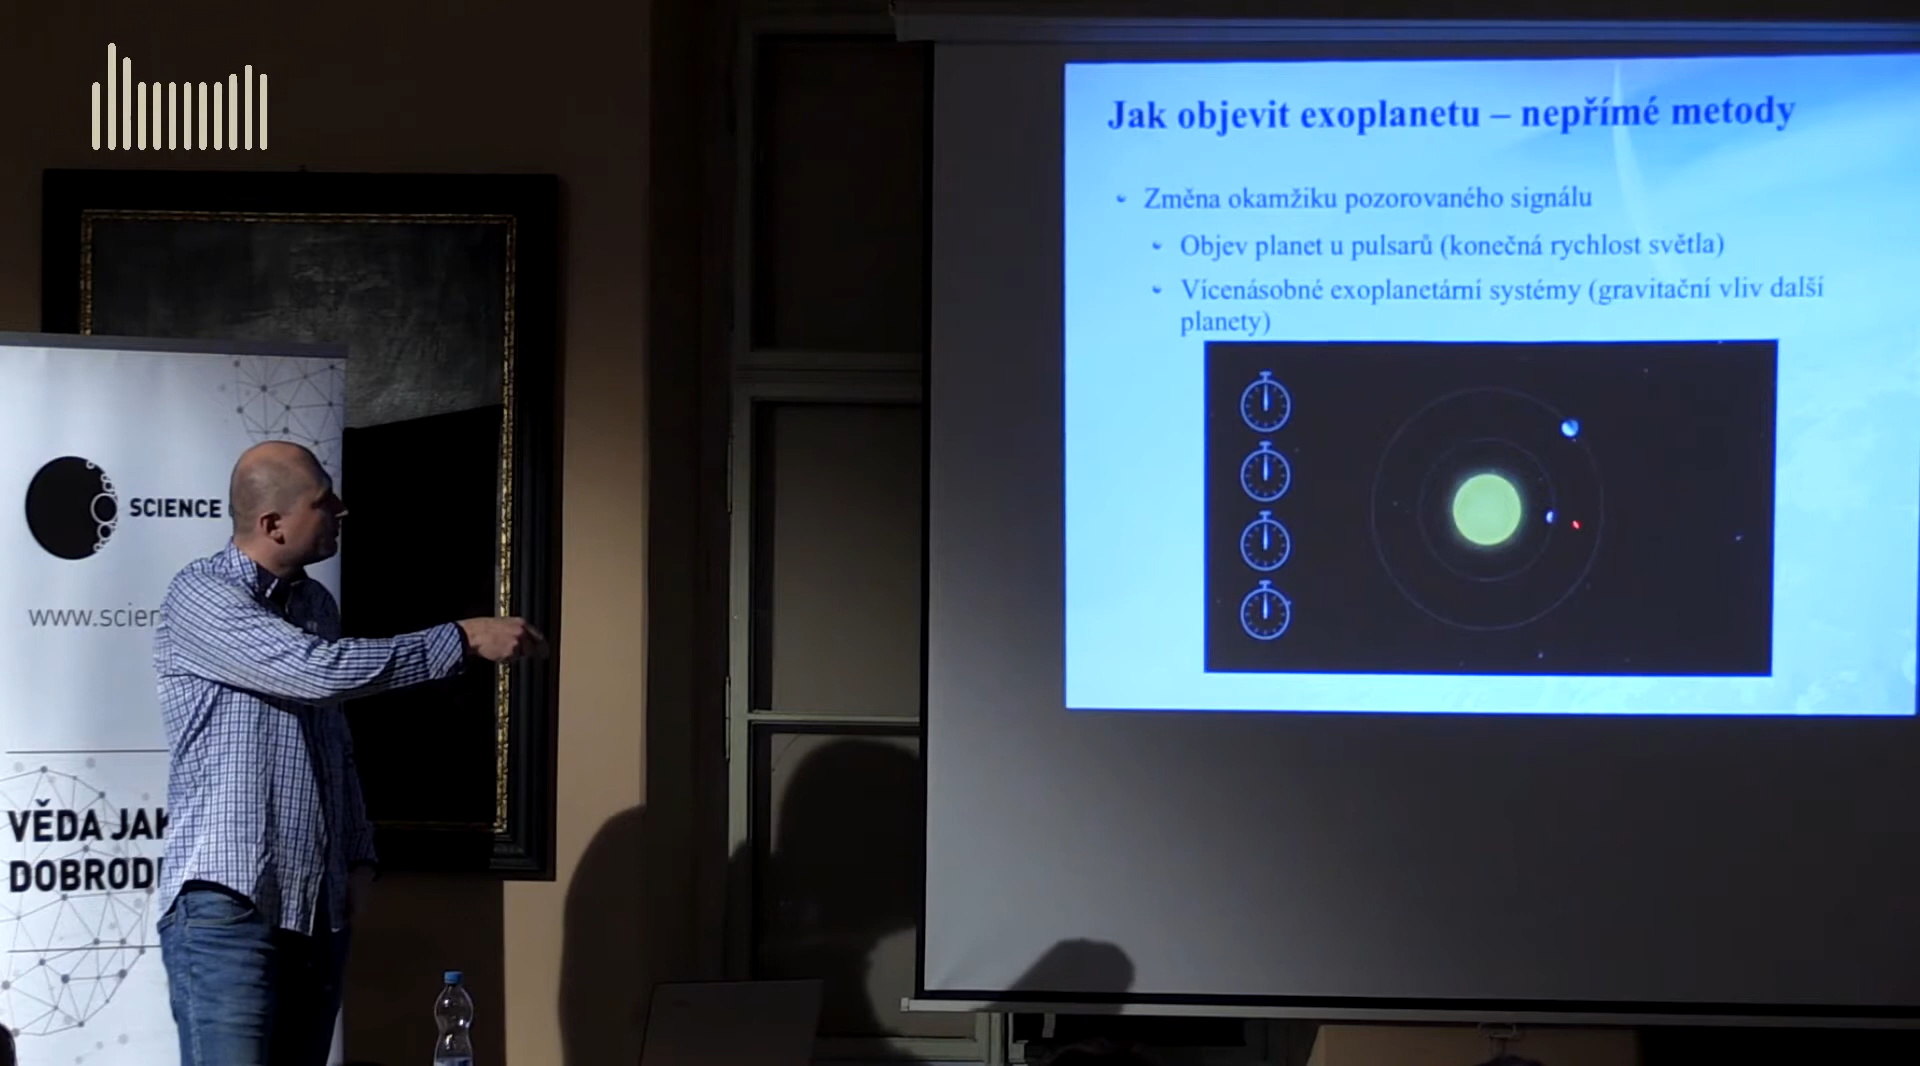 Jak objevit exoplanetu – nepřímé metody
Změna okamžiku pozorovaného signálu
Objev planet u pulsarů (konečná rychlost světla)
Vícenásobné exoplanetární systémy (gravitační vliv další
planety)
SCIENCE
www.scien
VĚDA JAK
DOBROD